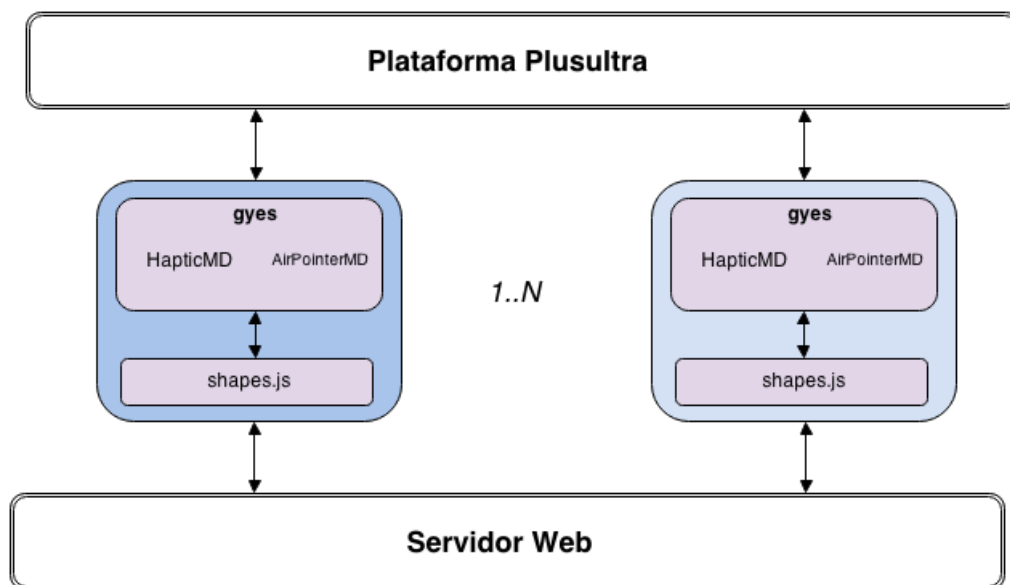 Plataforma Plusultra
gyes
HapticMD AirPointerMD
shapes.js
1..N
gyes
HapticMD AirPointerMD
shapes.js
Servidor Web